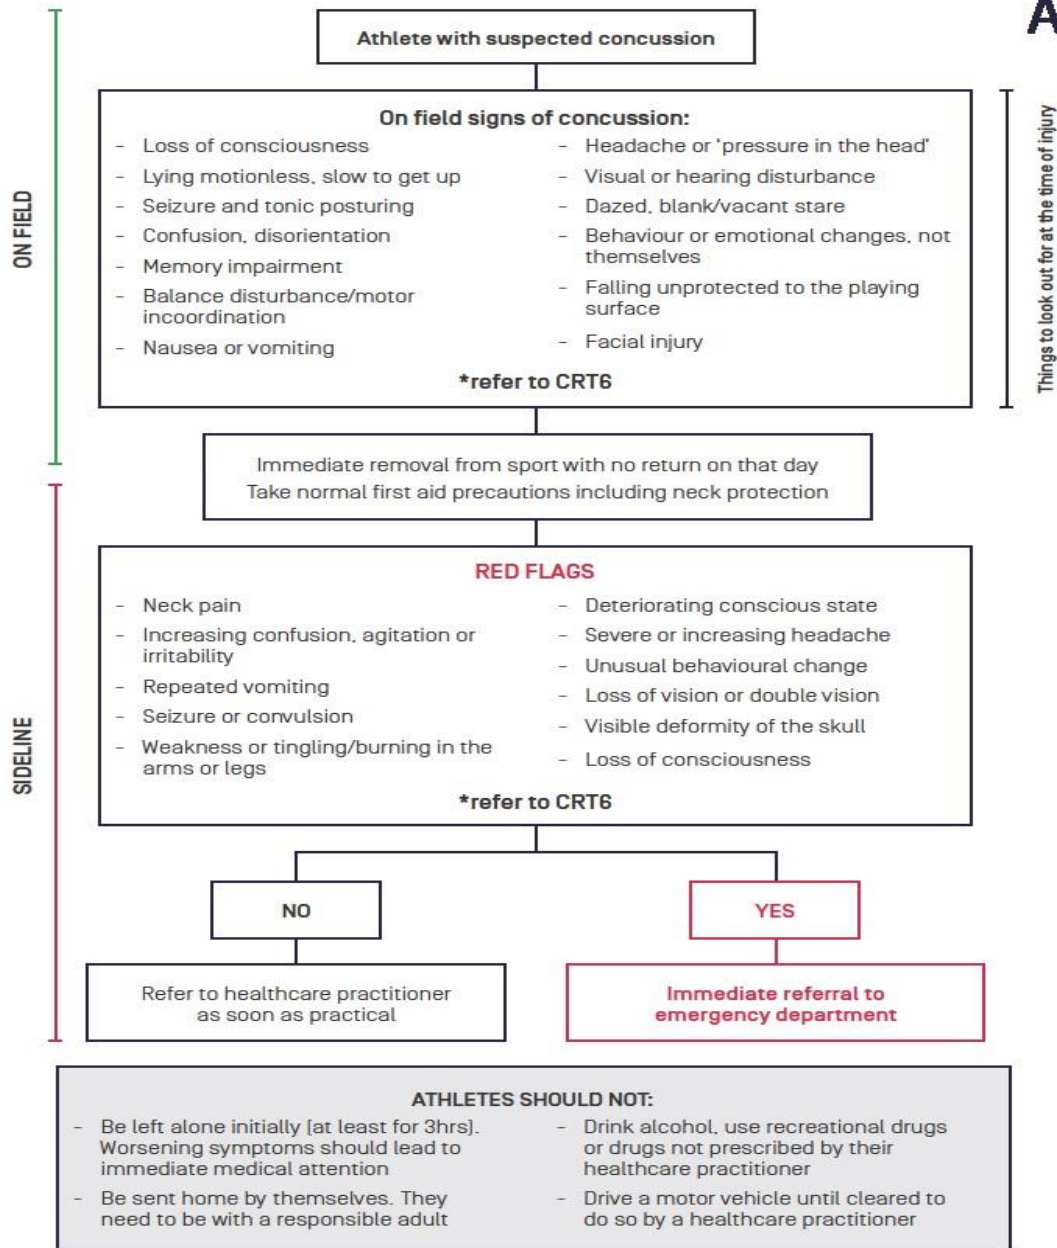 A
Athlete with suspected concussion
ON FIELD
Things to look out for at the time of injury
On field signs of concussion:
- Loss of consciousness
- Lying motionless, slow to get up
- Seizure and tonic posturing
- Confusion, disorientation
- Memory impairment
- Balance disturbance/motor
incoordination
- Nausea or vomiting
- Headache or ‘pressure in the head’
- Visual or hearing disturbance
- Dazed, blank/vacant stare
- Behaviour or emotional changes, not
themselves
- Falling unprotected to the playing
surface
- Facial injury
*refer to CRT6
Immediate removal from sport with no return on that day
Take normal first aid precautions including neck protection
SIDELINE
RED FLAGS
- Neck pain
- Increasing confusion, agitation or
irritability
- Repeated vomiting
- Seizure or convulsion
- Weakness or tingling/burning in the
arms or legs
- Deteriorating conscious state
- Severe or increasing headache
- Unusual behavioural change
- Loss of vision or double vision
- Visible deformity of the skull
- Loss of consciousness
*refer to CRT6
NO
Refer to healthcare practitioner
as soon as practical
YES
Immediate referral to
emergency department
ATHLETES SHOULD NOT:
- Be left alone initially (at least for 3hrs).
Worsening symptoms should lead to
immediate medical attention
- Be sent home by themselves. They
need to be with a responsible adult
- Drink alcohol, use recreational drugs
or drugs not prescribed by their
healthcare practitioner
- Drive a motor vehicle until cleared to
do so by a healthcare practitioner